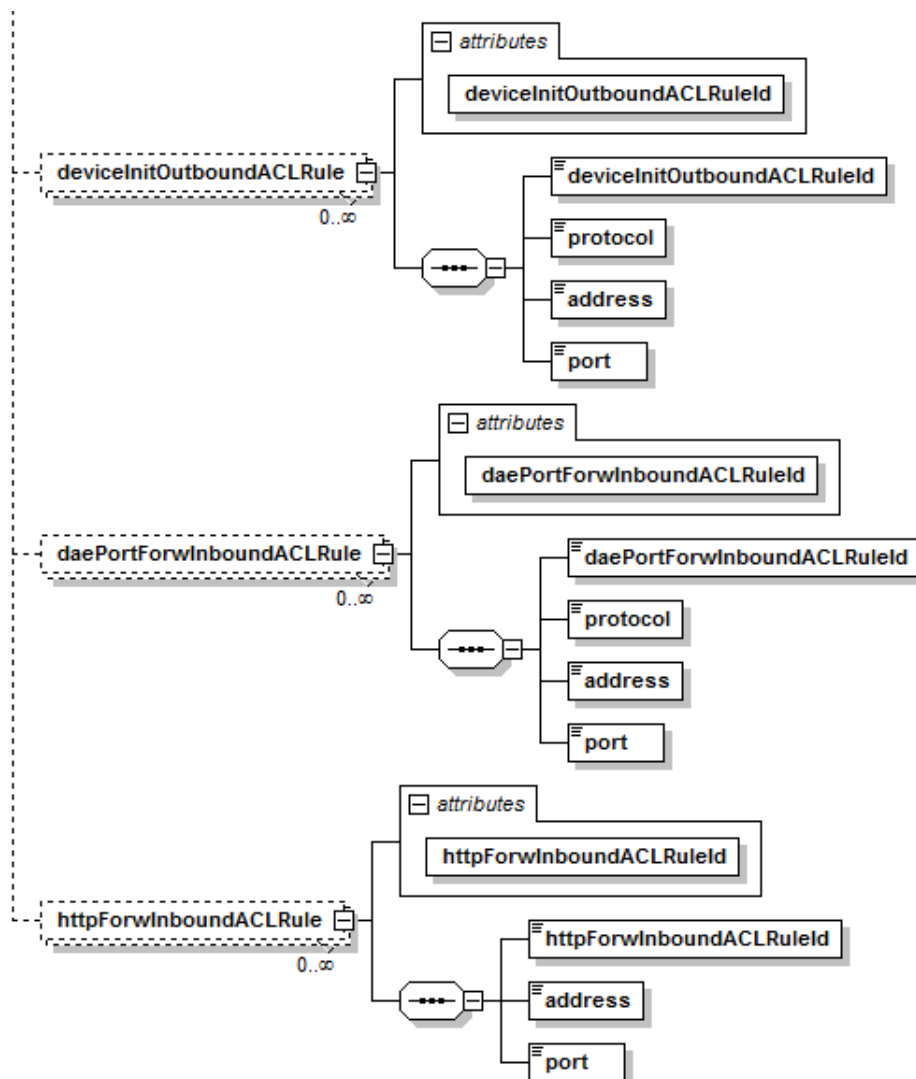 attributes
deviceInitOutboundACLRuleId
deviceInitOutboundACLRule
0..∞
deviceInitOutboundACLRuleId
protocol
address
port
attributes
daePortForwInboundACLRuleId
daePortForwInboundACLRule
0..∞
daePortForwInboundACLRuleId
protocol
address
port
attributes
httpForwInboundACLRuleId
httpForwInboundACLRule
0..∞
httpForwInboundACLRuleId
address
port